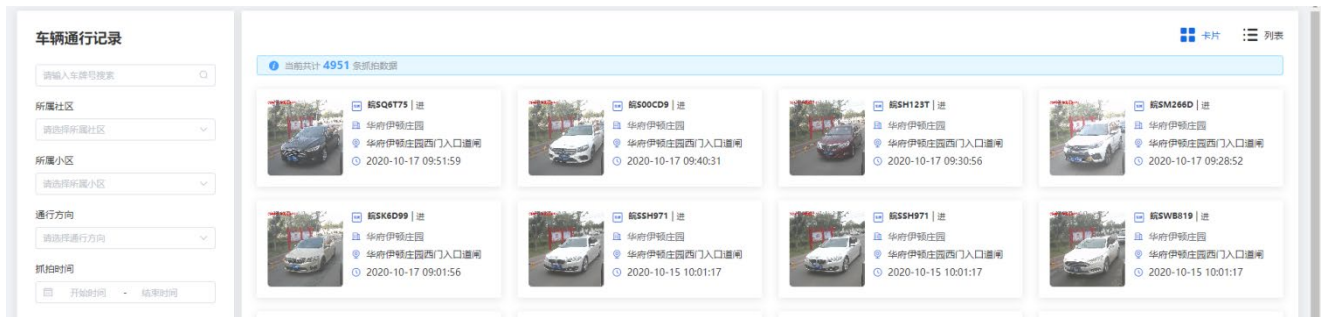 车辆通行记录
请输入车牌号搜索
所属社区
请选择所属社区
所属小区
请选择所属小区
通行方向
请选择通行方向
抓拍时间
开始时间 - 结束时间
卡片 列表
当前共计 4951 条抓拍数据
皖SQ6T75 | 进
华府伊顿庄园
华府伊顿庄园西门入口道闸
2020-10-17 09:51:59
皖S00CD9 | 进
华府伊顿庄园
华府伊顿庄园西门入口道闸
2020-10-17 09:40:31
皖SH123T | 进
华府伊顿庄园
华府伊顿庄园西门入口道闸
2020-10-17 09:30:56
皖SM266D | 进
华府伊顿庄园
华府伊顿庄园西门入口道闸
2020-10-17 09:28:52
皖SK6D99 | 进
华府伊顿庄园
华府伊顿庄园西门入口道闸
2020-10-17 09:01:56
皖SSH971 | 进
华府伊顿庄园
华府伊顿庄园西门入口道闸
2020-10-15 10:01:17
皖SSH971 | 进
华府伊顿庄园
华府伊顿庄园西门入口道闸
2020-10-15 10:01:17
皖SWB819 | 进
华府伊顿庄园
华府伊顿庄园西门入口道闸
2020-10-15 10:01:17